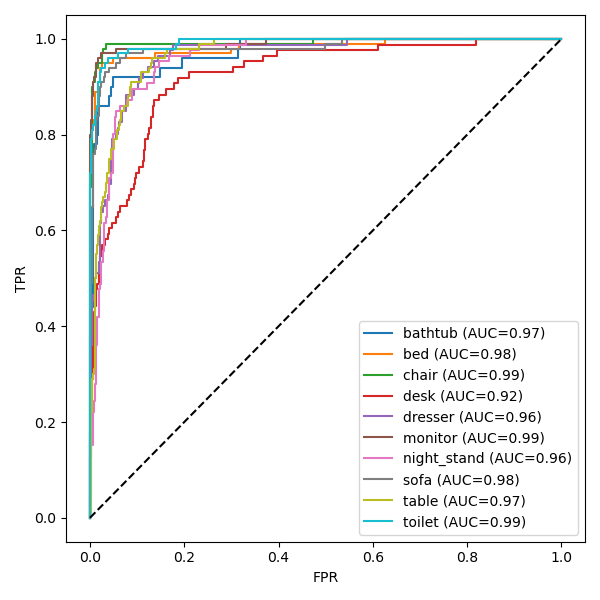 1.0
0.8
0.6
0.4
0.2
0.0
TPR
0.0 0.2 0.4 0.6 0.8 1.0
FPR
bathtub (AUC=0.97)
bed (AUC=0.98)
chair (AUC=0.99)
desk (AUC=0.92)
dresser (AUC=0.96)
monitor (AUC=0.99)
night_stand (AUC=0.96)
sofa (AUC=0.98)
table (AUC=0.97)
toilet (AUC=0.99)